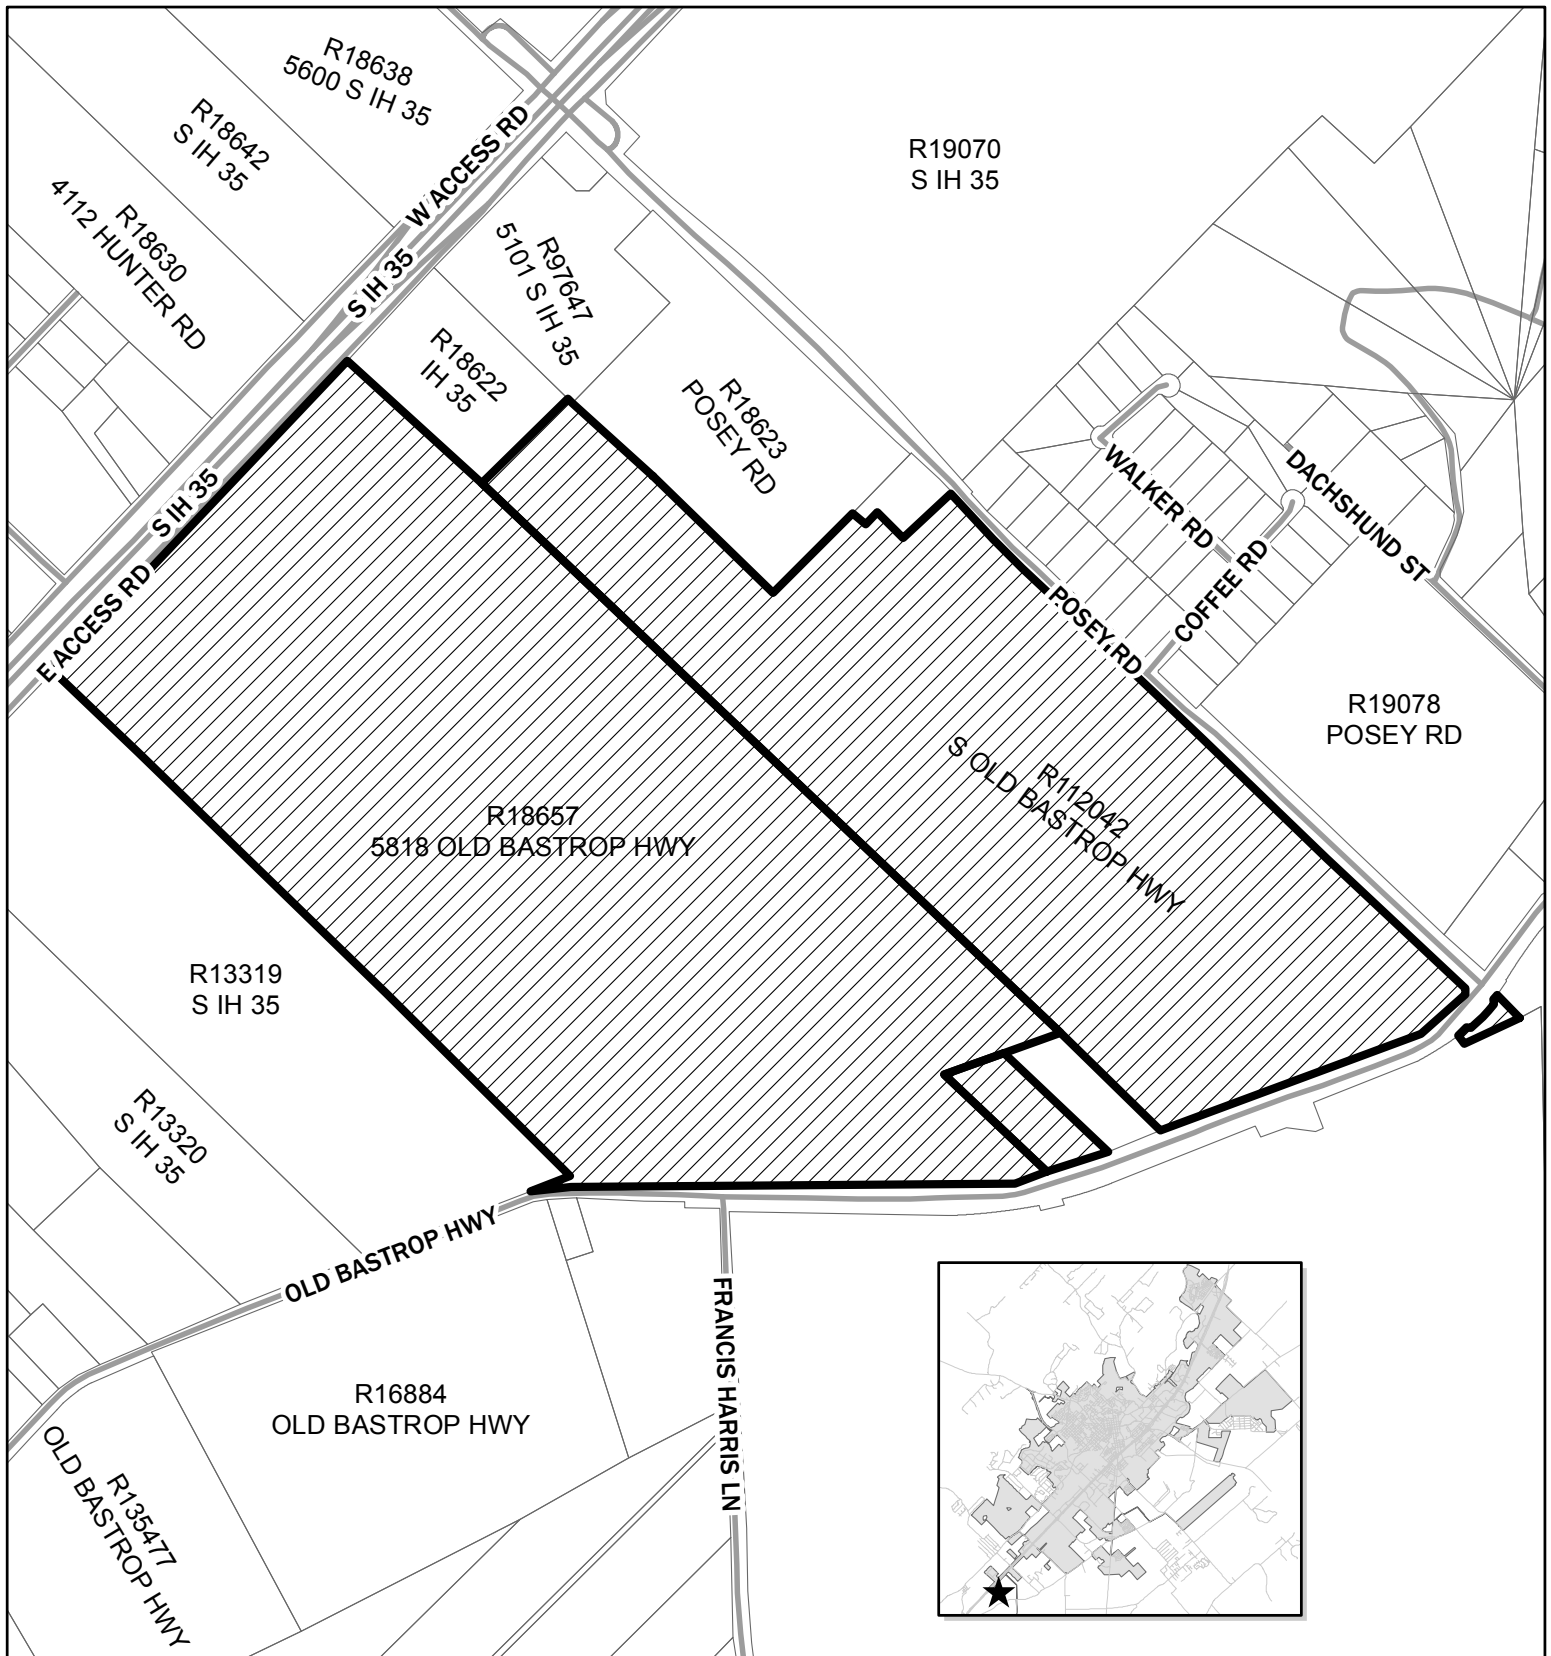 R18638
5600 S IH 35
R18642
S IH 35
W ACCESS RD
R19070
S IH 35
R18630
4112 HUNTER RD
S IH 35
R97647
5101 S IH 35
R18622
IH 35
R18623
POSEY RD
S IH 35
E ACCESS RD
WALKER RD
DACHSHUND ST
COFFEE RD
POSEY RD
R19078
POSEY RD
R18657
5818 OLD BASTROP HWY
R112042
S OLD BASTROP HWY
R13319
S IH 35
R13320
S IH 35
OLD BASTROP HWY
FRANCIS HARRIS LN
R16884
OLD BASTROP HWY
R135477
OLD BASTROP HWY